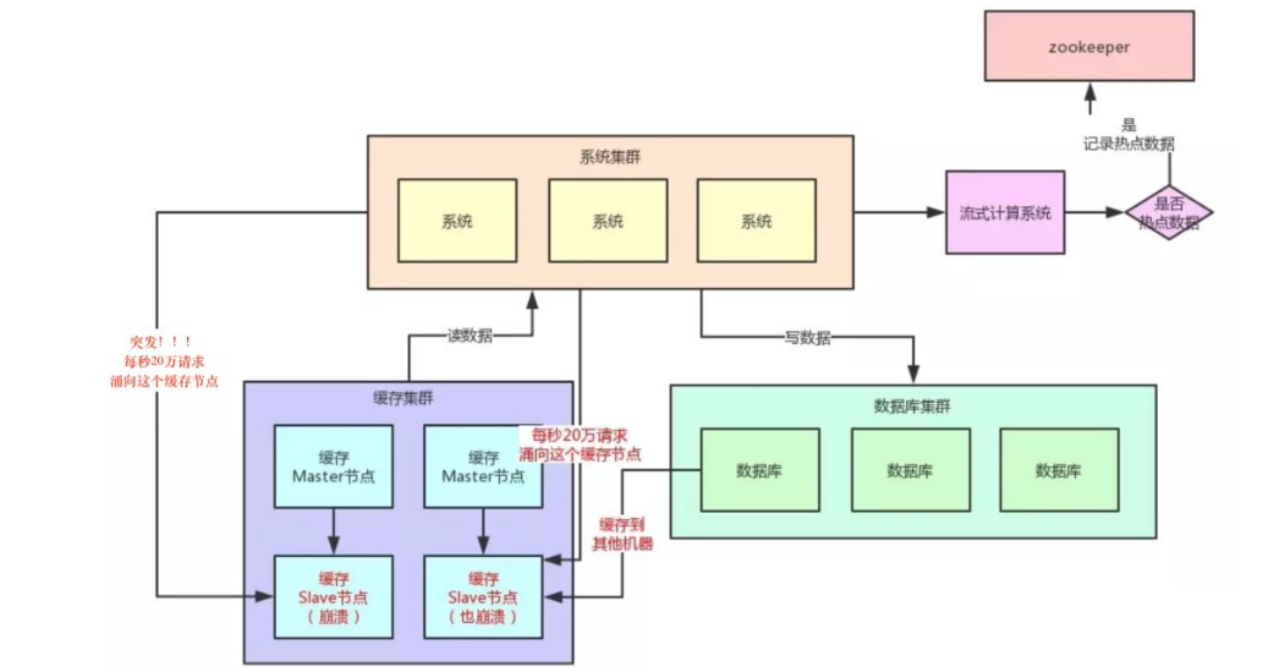 zookeeper
是
记录热点数据
系统集群
系统
系统
系统
流式计算系统
是否
热点数据
突发！！！
每秒20万请求
涌向这个缓存节点
读数据
写数据
缓存集群
缓存
Master节点
缓存
Master节点
每秒20万请求
涌向这个缓存节点
数据库集群
数据库
数据库
数据库
缓存到
其他机器
缓存
Slave节点
（崩溃）
缓存
Slave节点
（也崩溃）